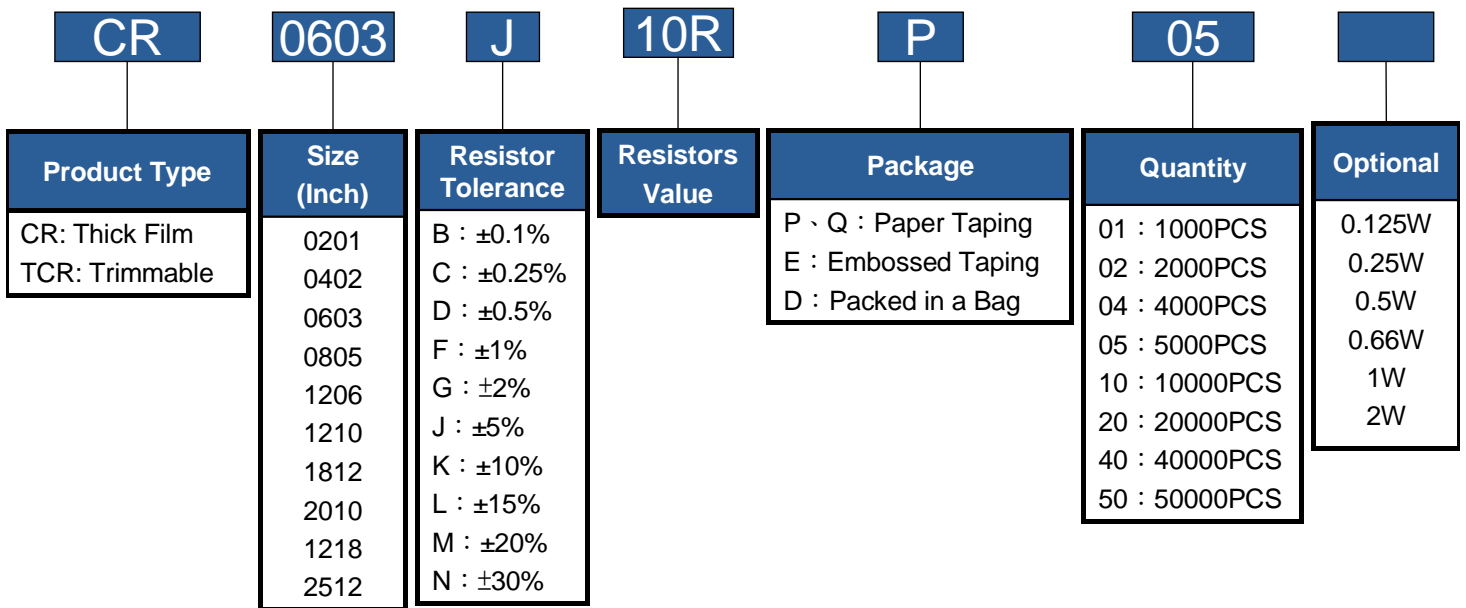 CR 0603 J 10R P 05
Product Type
CR: Thick Film
TCR: Trimmable
Size
(Inch)
0201
0402
0603
0805
1206
1210
1812
2010
1218
2512
Resistor
Tolerance
B：±0.1%
C：±0.25%
D：±0.5%
F：±1%
G：±2%
J：±5%
K：±10%
L：±15%
M：±20%
N：±30%
Resistors
Value
Package
P、Q：Paper Taping
E：Embossed Taping
D：Packed in a Bag
Quantity
01：1000PCS
02：2000PCS
04：4000PCS
05：5000PCS
10：10000PCS
20：20000PCS
40：40000PCS
50：50000PCS
Optional
0.125W
0.25W
0.5W
0.66W
1W
2W